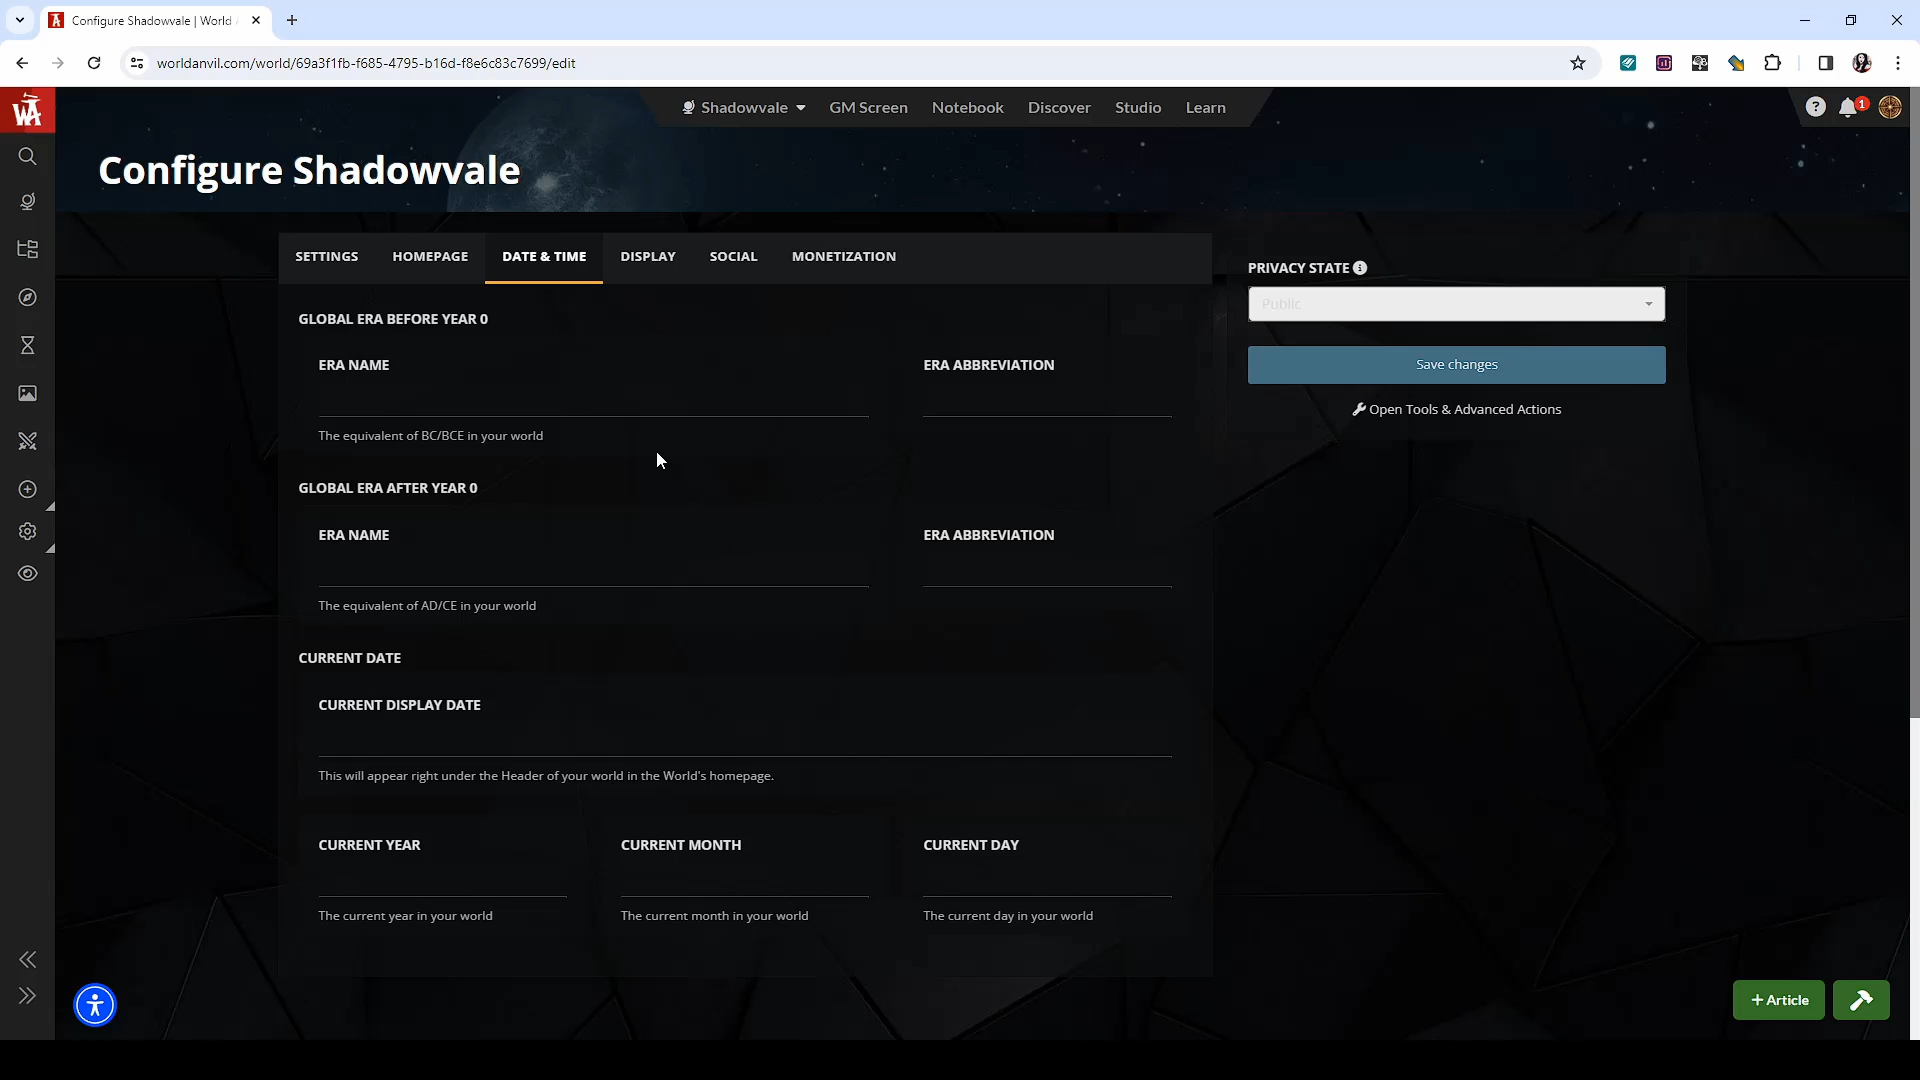 Configure Shadowvale | World
worldanvil.com/world/69a3f1fb-f685-4795-b16d-f8e6c83c7699/edit
WA
Shadowvale
GM Screen
Notebook
Discover
Studio
Learn
?
1
Configure Shadowvale
SETTINGS
HOMEPAGE
DATE & TIME
DISPLAY
SOCIAL
MONETIZATION
GLOBAL ERA BEFORE YEAR 0
ERA NAME
ERA ABBREVIATION
The equivalent of BC/BCE in your world
GLOBAL ERA AFTER YEAR 0
ERA NAME
ERA ABBREVIATION
The equivalent of AD/CE in your world
CURRENT DATE
CURRENT DISPLAY DATE
This will appear right under the Header of your world in the World's homepage.
CURRENT YEAR
CURRENT MONTH
CURRENT DAY
The current year in your world
The current month in your world
The current day in your world
PRIVACY STATE
Public
Save changes
Open Tools & Advanced Actions
+ Article